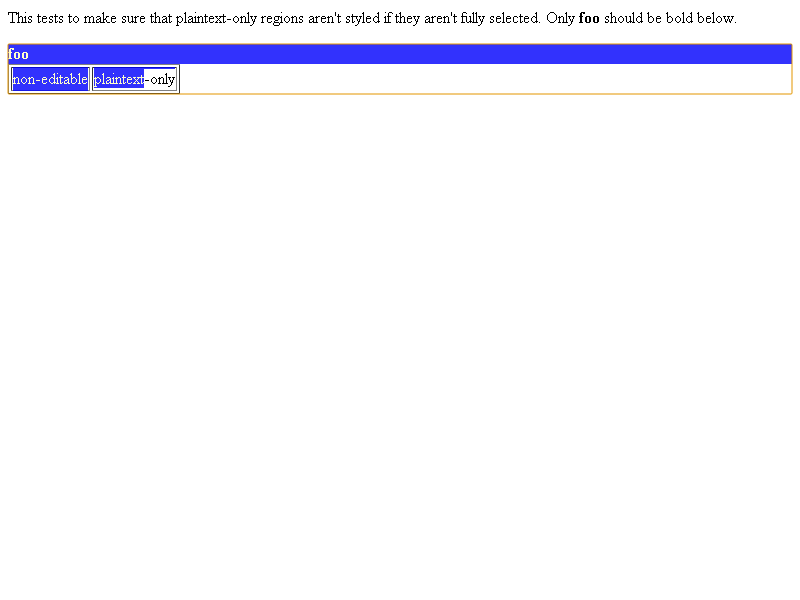 This tests to make sure that plaintext-only regions aren't styled if they aren't fully selected. Only foo should be bold below.
foo
non-editable plaintext-only